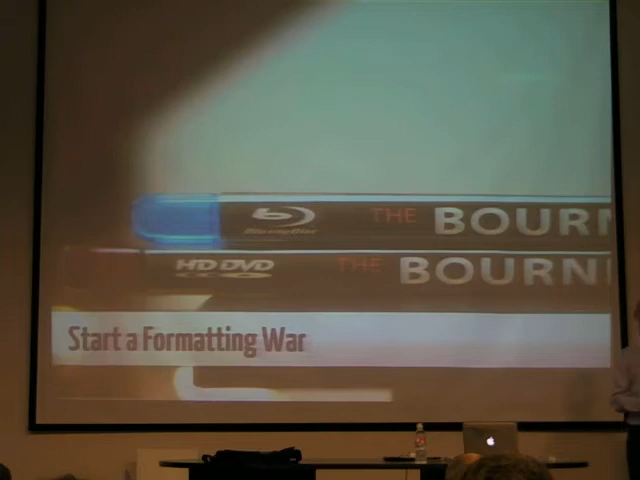 Blu-ray Disc THE BOURN
HD DVD THE BOURN
Start a Formatting War